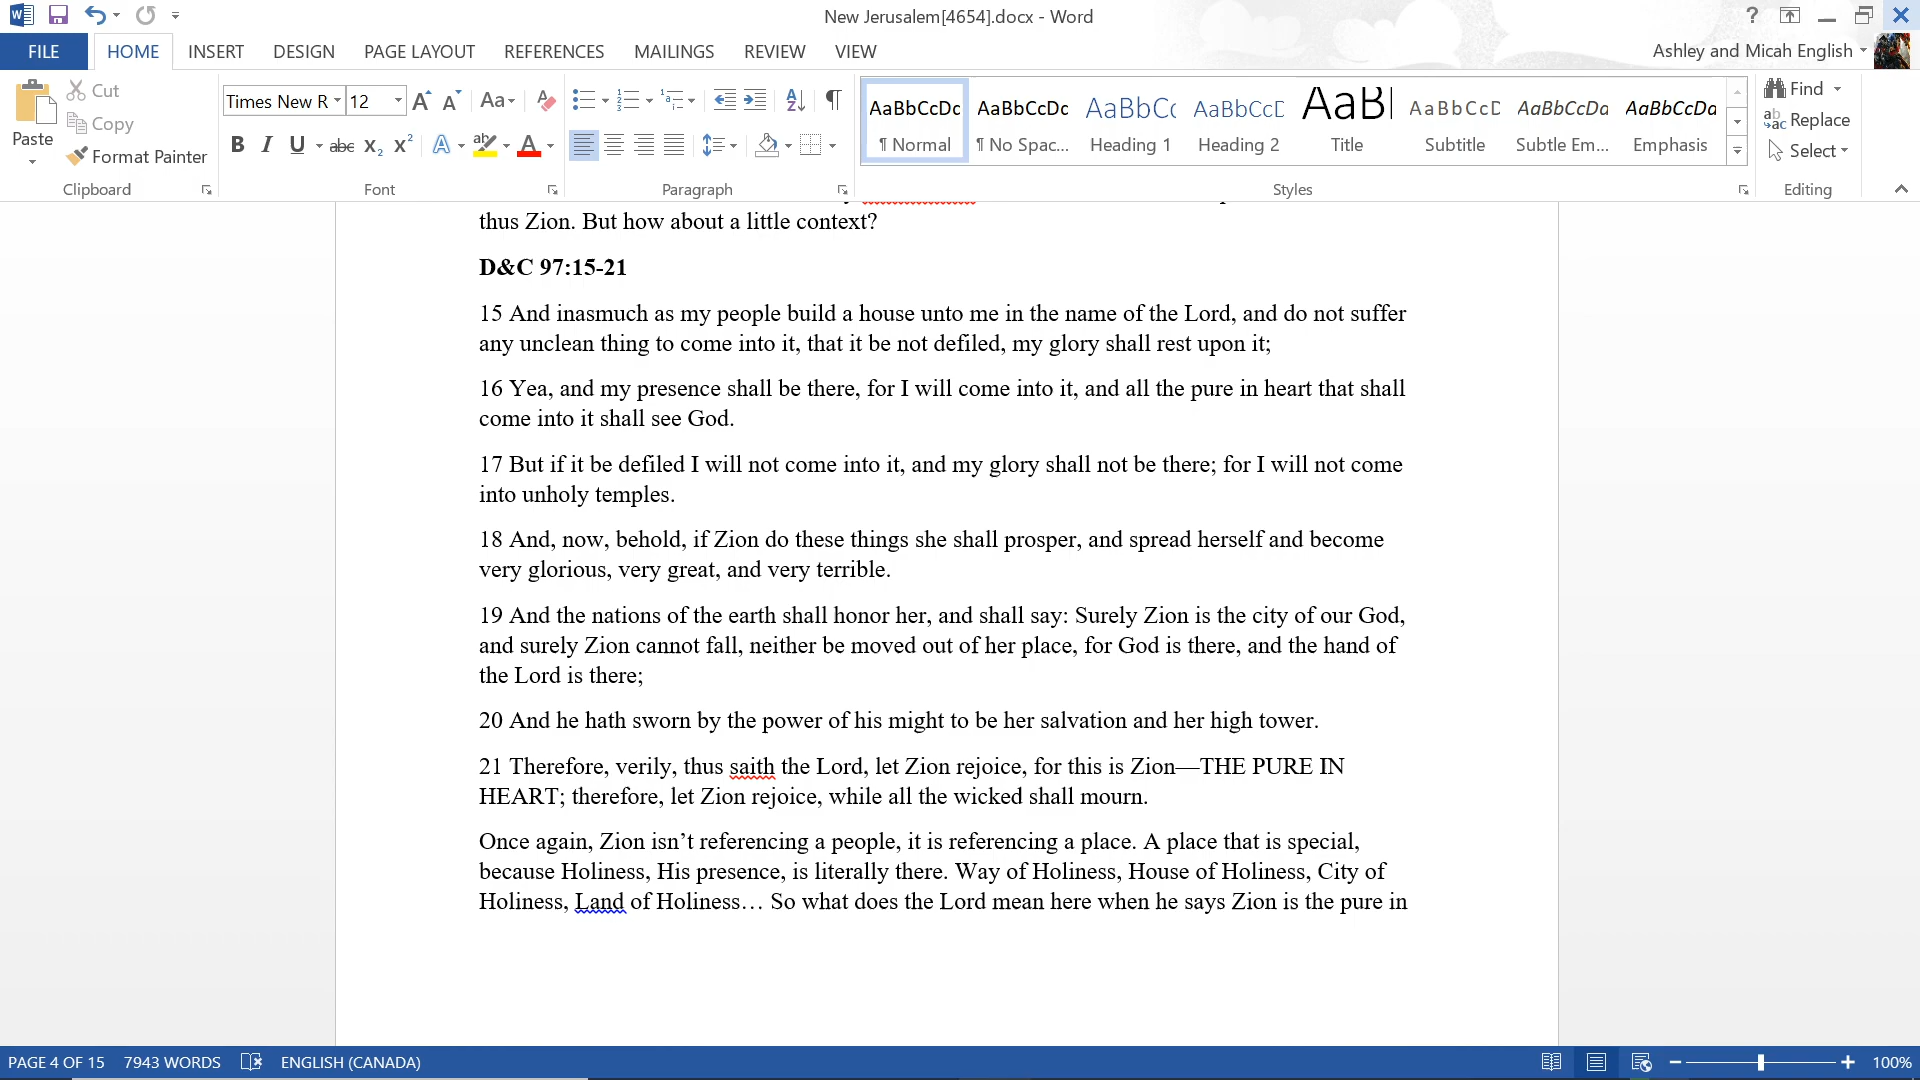 New Jerusalem[4654].docx - Word
?
FILE HOME INSERT DESIGN PAGE LAYOUT REFERENCES MAILINGS REVIEW VIEW
Ashley and Micah English
Paste
Cut
Copy
Format Painter
Clipboard
Times New R 12
Font
Paragraph
AaBbCcDc AaBbCcDc AaBbCc AaBbCcD AaBl AaBbCcD AaBbCcDa AaBbCcDa
¶ Normal ¶ No Spac... Heading 1 Heading 2 Title Subtitle Subtle Em... Emphasis
Styles
Find
Replace
Select
Editing
thus Zion. But how about a little context?
D&C 97:15-21
15 And inasmuch as my people build a house unto me in the name of the Lord, and do not suffer
any unclean thing to come into it, that it be not defiled, my glory shall rest upon it;
16 Yea, and my presence shall be there, for I will come into it, and all the pure in heart that shall
come into it shall see God.
17 But if it be defiled I will not come into it, and my glory shall not be there; for I will not come
into unholy temples.
18 And, now, behold, if Zion do these things she shall prosper, and spread herself and become
very glorious, very great, and very terrible.
19 And the nations of the earth shall honor her, and shall say: Surely Zion is the city of our God,
and surely Zion cannot fall, neither be moved out of her place, for God is there, and the hand of
the Lord is there;
20 And he hath sworn by the power of his might to be her salvation and her high tower.
21 Therefore, verily, thus saith the Lord, let Zion rejoice, for this is Zion—THE PURE IN
HEART; therefore, let Zion rejoice, while all the wicked shall mourn.
Once again, Zion isn’t referencing a people, it is referencing a place. A place that is special,
because Holiness, His presence, is literally there. Way of Holiness, House of Holiness, City of
Holiness, Land of Holiness… So what does the Lord mean here when he says Zion is the pure in
PAGE 4 OF 15 7943 WORDS ENGLISH (CANADA)
100%